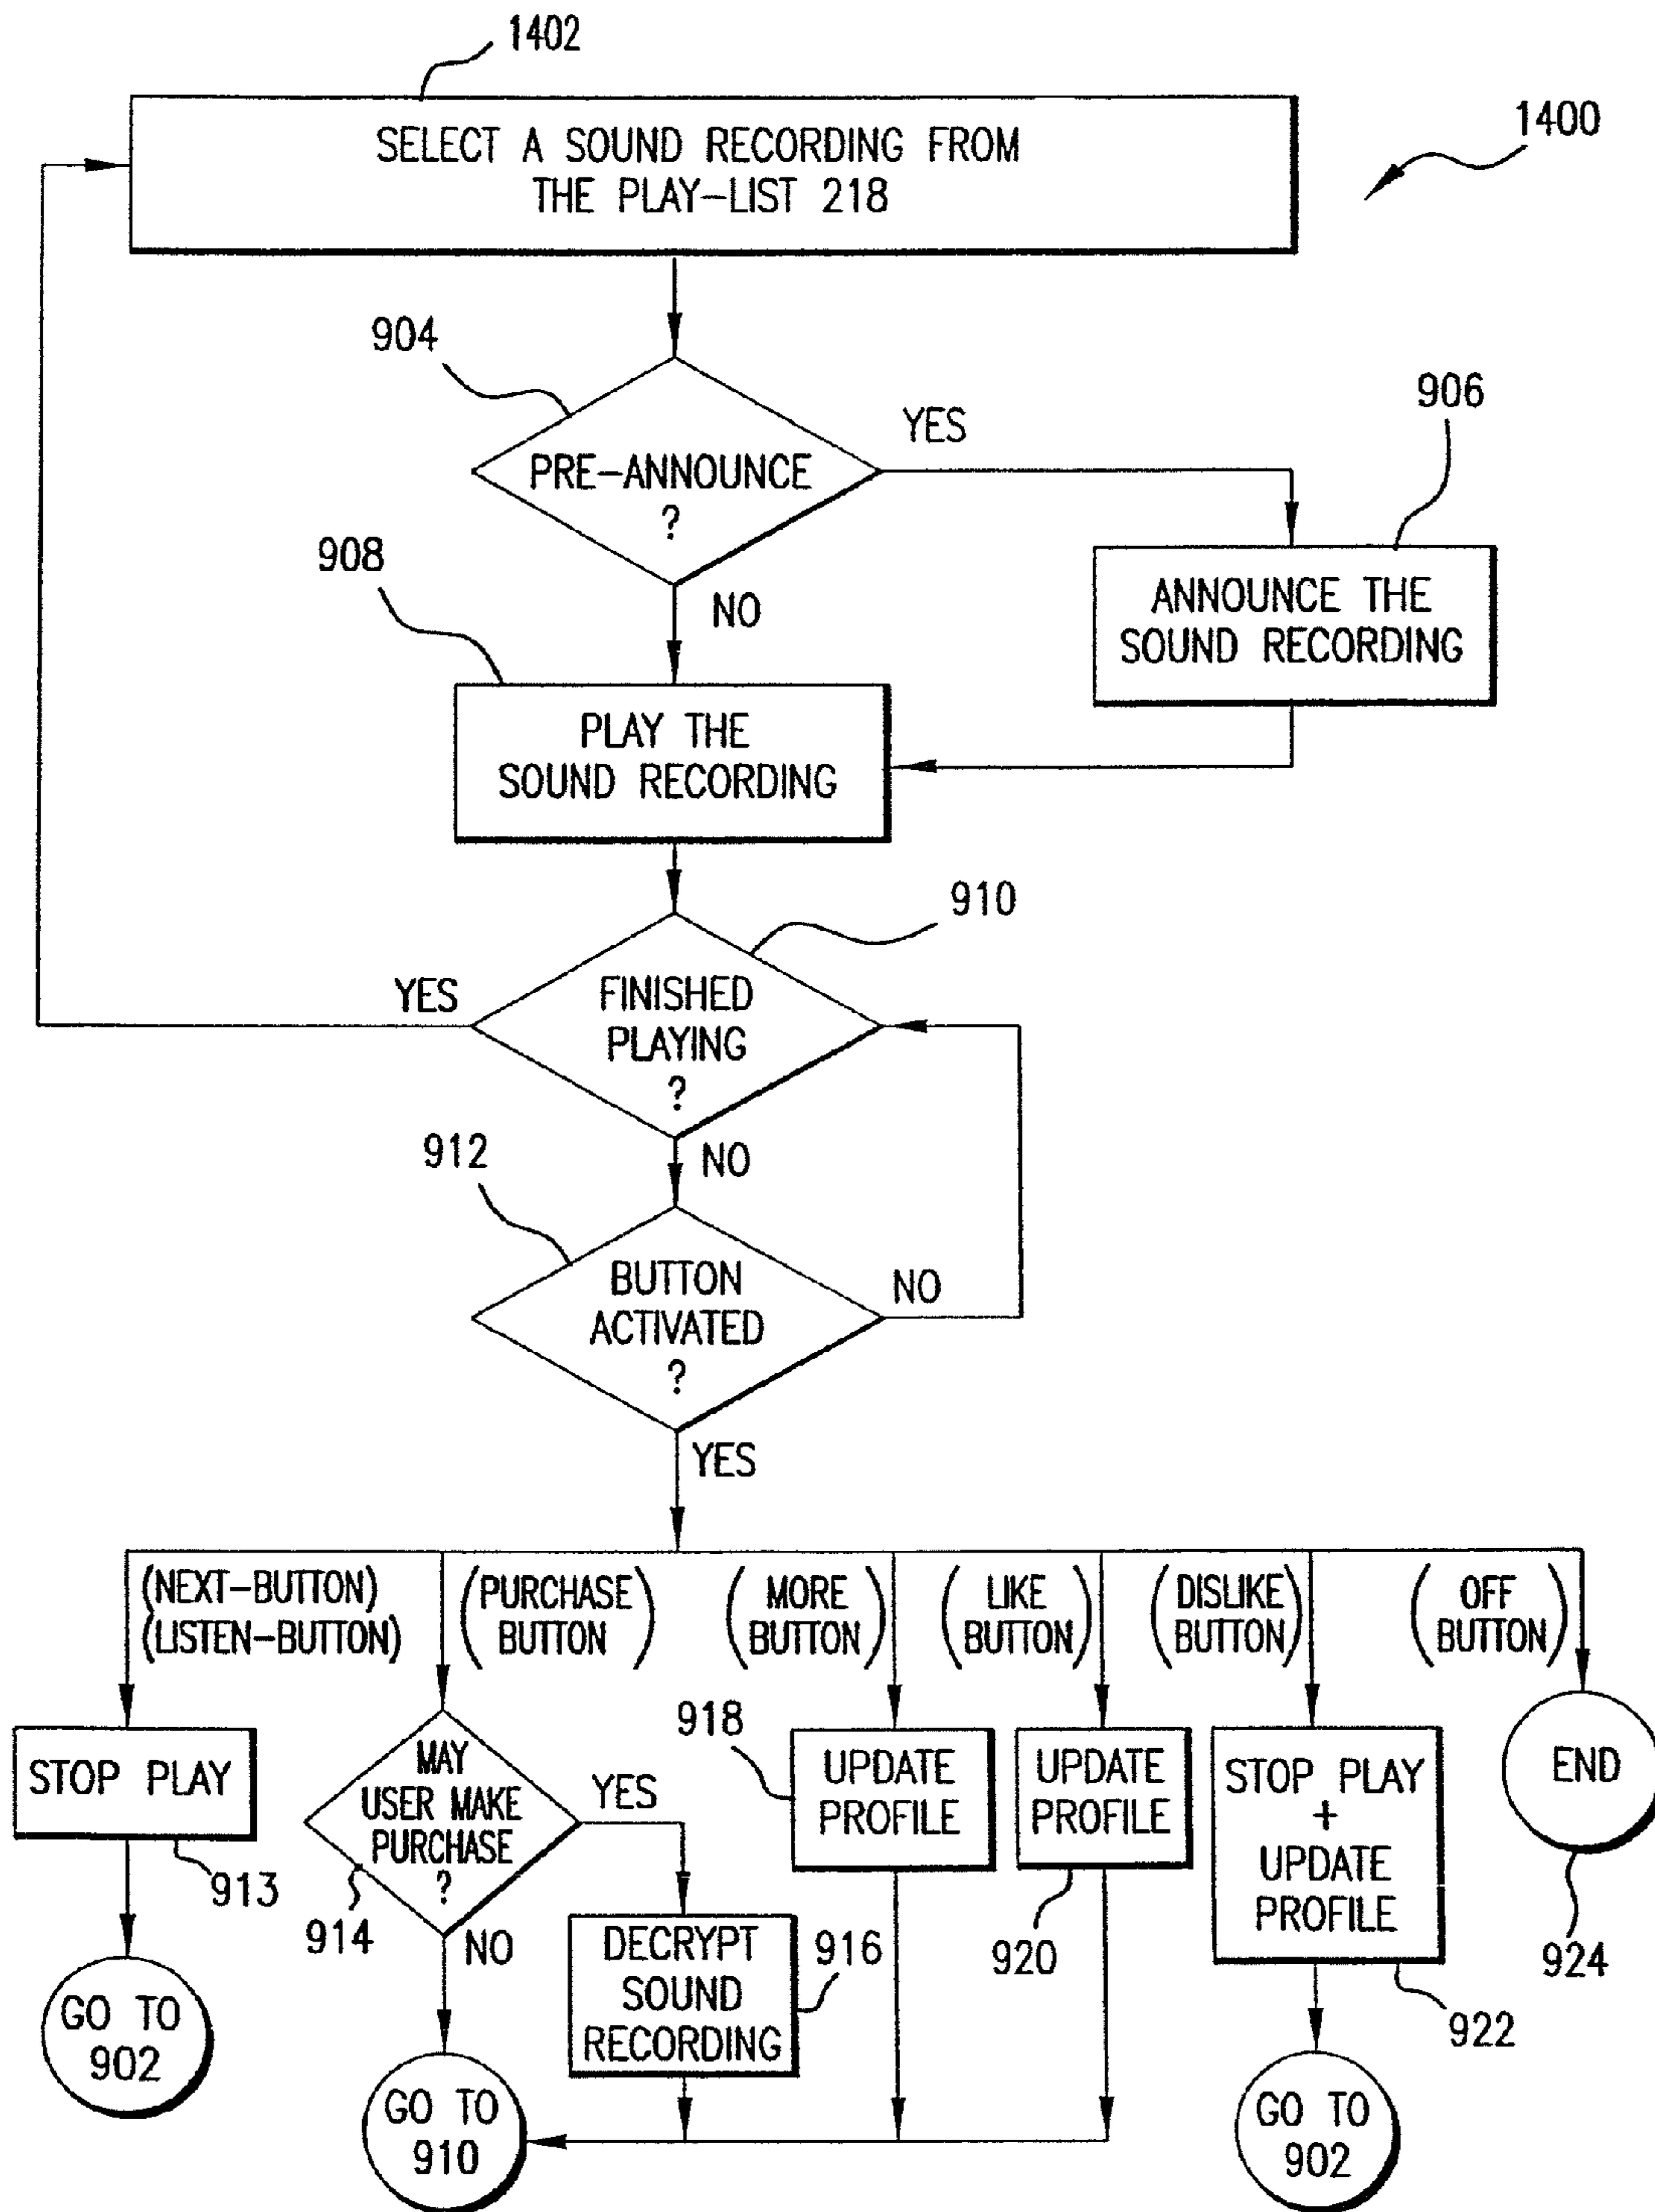 1402
1400
SELECT A SOUND RECORDING FROM
THE PLAY-LIST 218
904
PRE-ANNOUNCE
?
YES
906
NO
908
ANNOUNCE THE
SOUND RECORDING
PLAY THE
SOUND RECORDING
910
YES
FINISHED
PLAYING
?
912
NO
BUTTON
ACTIVATED
?
NO
YES
(NEXT-BUTTON)
(LISTEN-BUTTON)
(PURCHASE
BUTTON)
(MORE
BUTTON)
(LIKE
BUTTON)
(DISLIKE
BUTTON)
(OFF
BUTTON)
STOP PLAY
913
GO TO
902
MAY
USER MAKE
PURCHASE
?
YES
914
NO
DECRYPT
SOUND
RECORDING
916
GO TO
910
918
UPDATE
PROFILE
UPDATE
PROFILE
920
STOP PLAY
+
UPDATE
PROFILE
922
GO TO
902
END
924